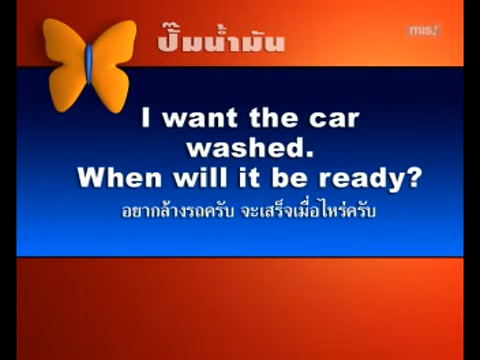 ปั๊มน้ำมัน
mis!
I want the car
washed.
When will it be ready?
อยากล้างรถครับ จะเสร็จเมื่อไหร่ครับ